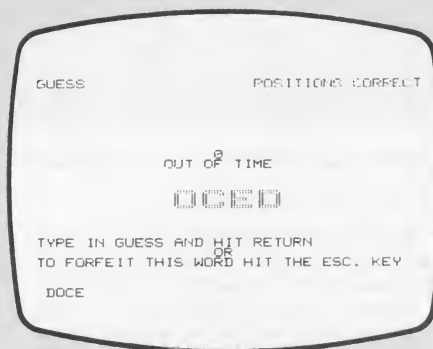 GUESS POSITIONS CORRECT
0
OUT OF TIME
OCED
TYPE IN GUESS AND HIT RETURN
OR
TO FORFEIT THIS WORD HIT THE ESC. KEY
DOCE